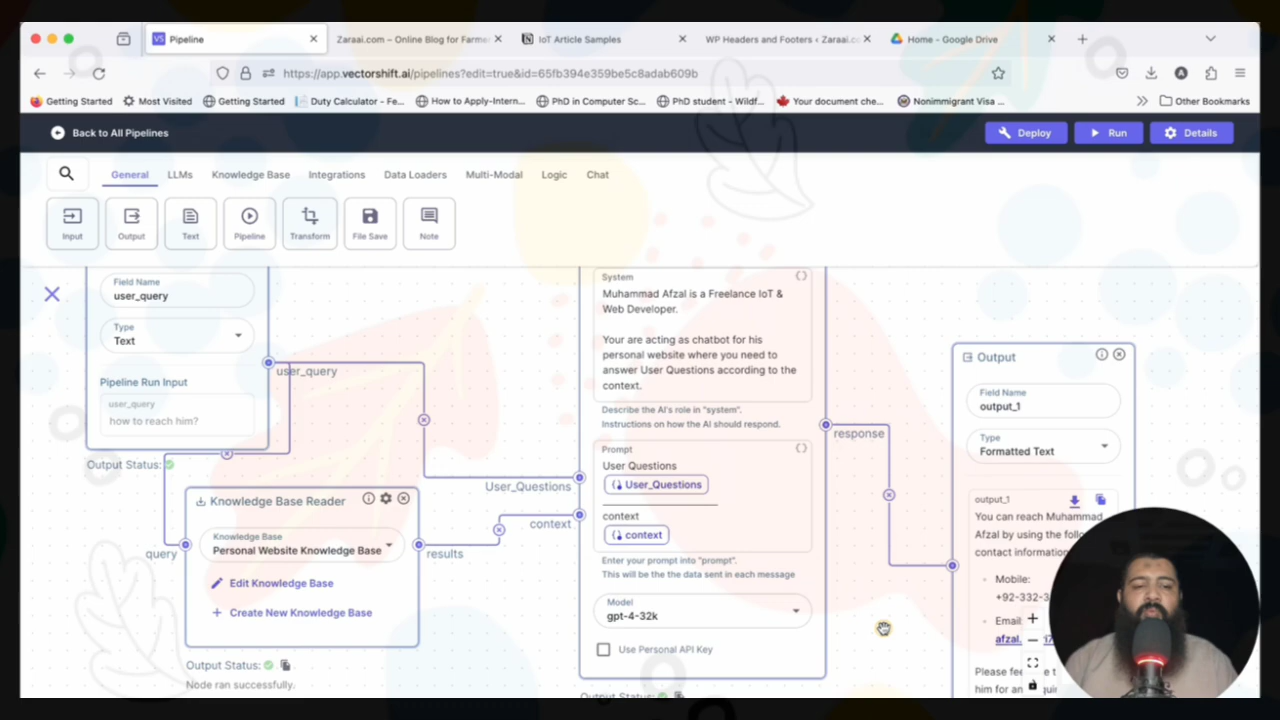 Pipeline
Zaraai.com – Online Blog for Farme
IoT Article Samples
WP Headers and Footers ‹ Zaraai.co
Home - Google Drive
https://app.vectorshift.ai/pipelines?edit=true&id=65fb394e359be5c8adab609b
Getting Started
Most Visited
Getting Started
Duty Calculator - Fe...
How to Apply-Intern...
PhD in Computer Sc...
PhD student - Wildf...
Your document che...
Nonimmigrant Visa ...
Other Bookmarks
Back to All Pipelines
Deploy
Run
Details
General
LLMs
Knowledge Base
Integrations
Data Loaders
Multi-Modal
Logic
Chat
Input
Output
Text
Pipeline
Transform
File Save
Note
Field Name
user_query
Type
Text
Pipeline Run Input
user_query
how to reach him?
Output Status:
user_query
Knowledge Base Reader
Knowledge Base
Personal Website Knowledge Base
Edit Knowledge Base
Create New Knowledge Base
query
results
Output Status:
Node ran successfully.
User_Questions
context
System
Muhammad Afzal is a Freelance IoT &
Web Developer.
Your are acting as chatbot for his
personal website where you need to
answer User Questions according to the
context.
Describe the AI's role in "system".
Instructions on how the AI should respond.
Prompt
User Questions
User_Questions
context
context
Enter your prompt into "prompt".
This will be the the data sent in each message
Model
gpt-4-32k
Use Personal API Key
Output Status:
response
Output
Field Name
output_1
Type
Formatted Text
output_1
You can reach Muhammad
Afzal by using the
contact
Mobile:
+92-332-3
Email
afzal.
Please
him for